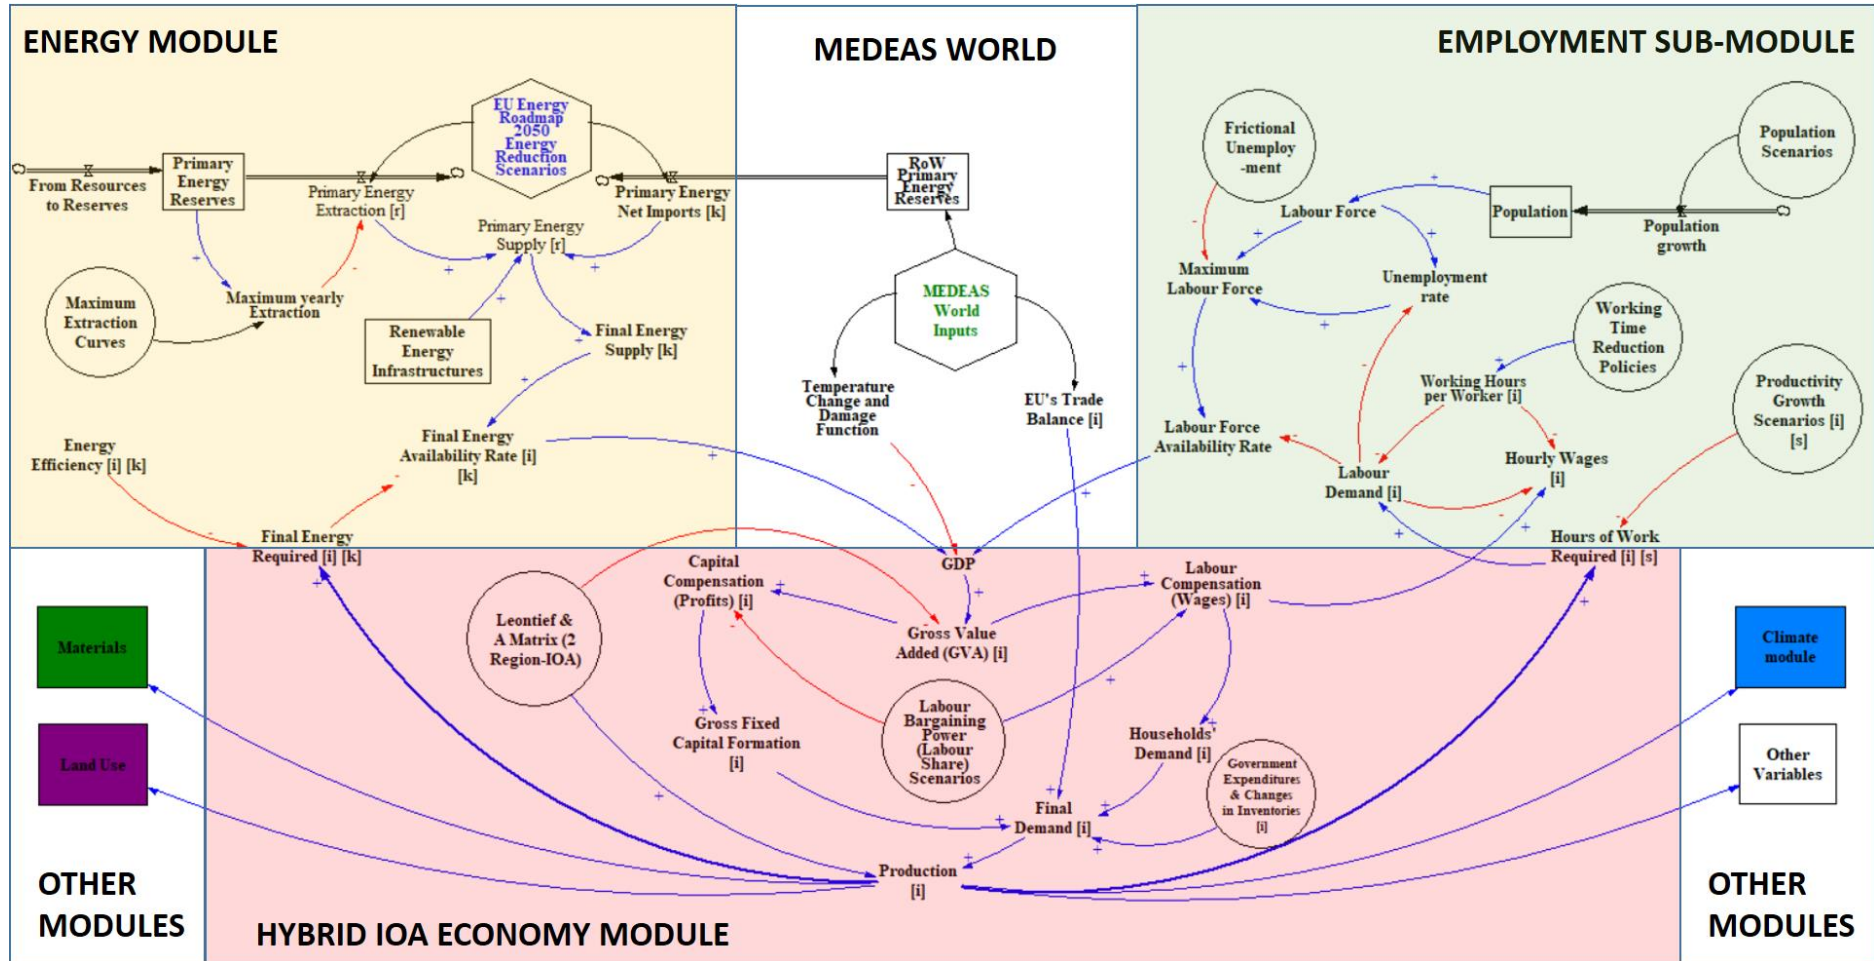 ENERGY MODULE
MEDEAS WORLD
EMPLOYMENT SUB-MODULE
EU Energy
Roadmap
2050
Energy
Reduction
Scenarios
From Resources
to Reserves
Primary
Energy
Reserves
Primary Energy
Extraction [r]
Primary Energy
Net Imports [k]
Primary Energy
Supply [r]
+
+
+
-
+
Maximum
Extraction
Curves
Maximum yearly
Extraction
Renewable
Energy
Infrastructures
+
Final Energy
Supply [k]
+
Final Energy
Availability Rate [i]
[k]
+
Energy
Efficiency [i] [k]
-
-
Final Energy
Required [i] [k]
+
RoW
Primary
Energy
Reserves
MEDEAS
World
Inputs
Temperature
Change and
Damage
Function
EU's Trade
Balance [i]
-
+
Frictional
Unemploy
-ment
Population
Scenarios
Labour Force
+
Population
Population
growth
-
+
+
Maximum
Labour Force
Unemployment
rate
+
+
Working
Time
Reduction
Policies
+
Working Hours
per Worker [i]
Productivity
Growth
Scenarios [i]
[s]
-
Labour Force
Availability Rate
-
-
-
Labour
Demand [i]
Hourly Wages
[i]
-
+
+
-
Hours of Work
Required [i] [s]
+
GDP
+
Capital
Compensation
(Profits) [i]
+
+
Labour
Compensation
(Wages) [i]
Leontief &
A Matrix (2
Region-IOA)
-
-
Gross Value
Added (GVA) [i]
Labour
Bargaining
Power
(Labour
Share)
Scenarios
+
+
Gross Fixed
Capital Formation
[i]
+
Households'
Demand [i]
Government
Expenditures
& Changes
in Inventories
[i]
+
+
+
+
+
Final
Demand [i]
+
Production
[i]
Materials
Land Use
Climate
module
Other
Variables
OTHER
MODULES
HYBRID IOA ECONOMY MODULE
OTHER
MODULES